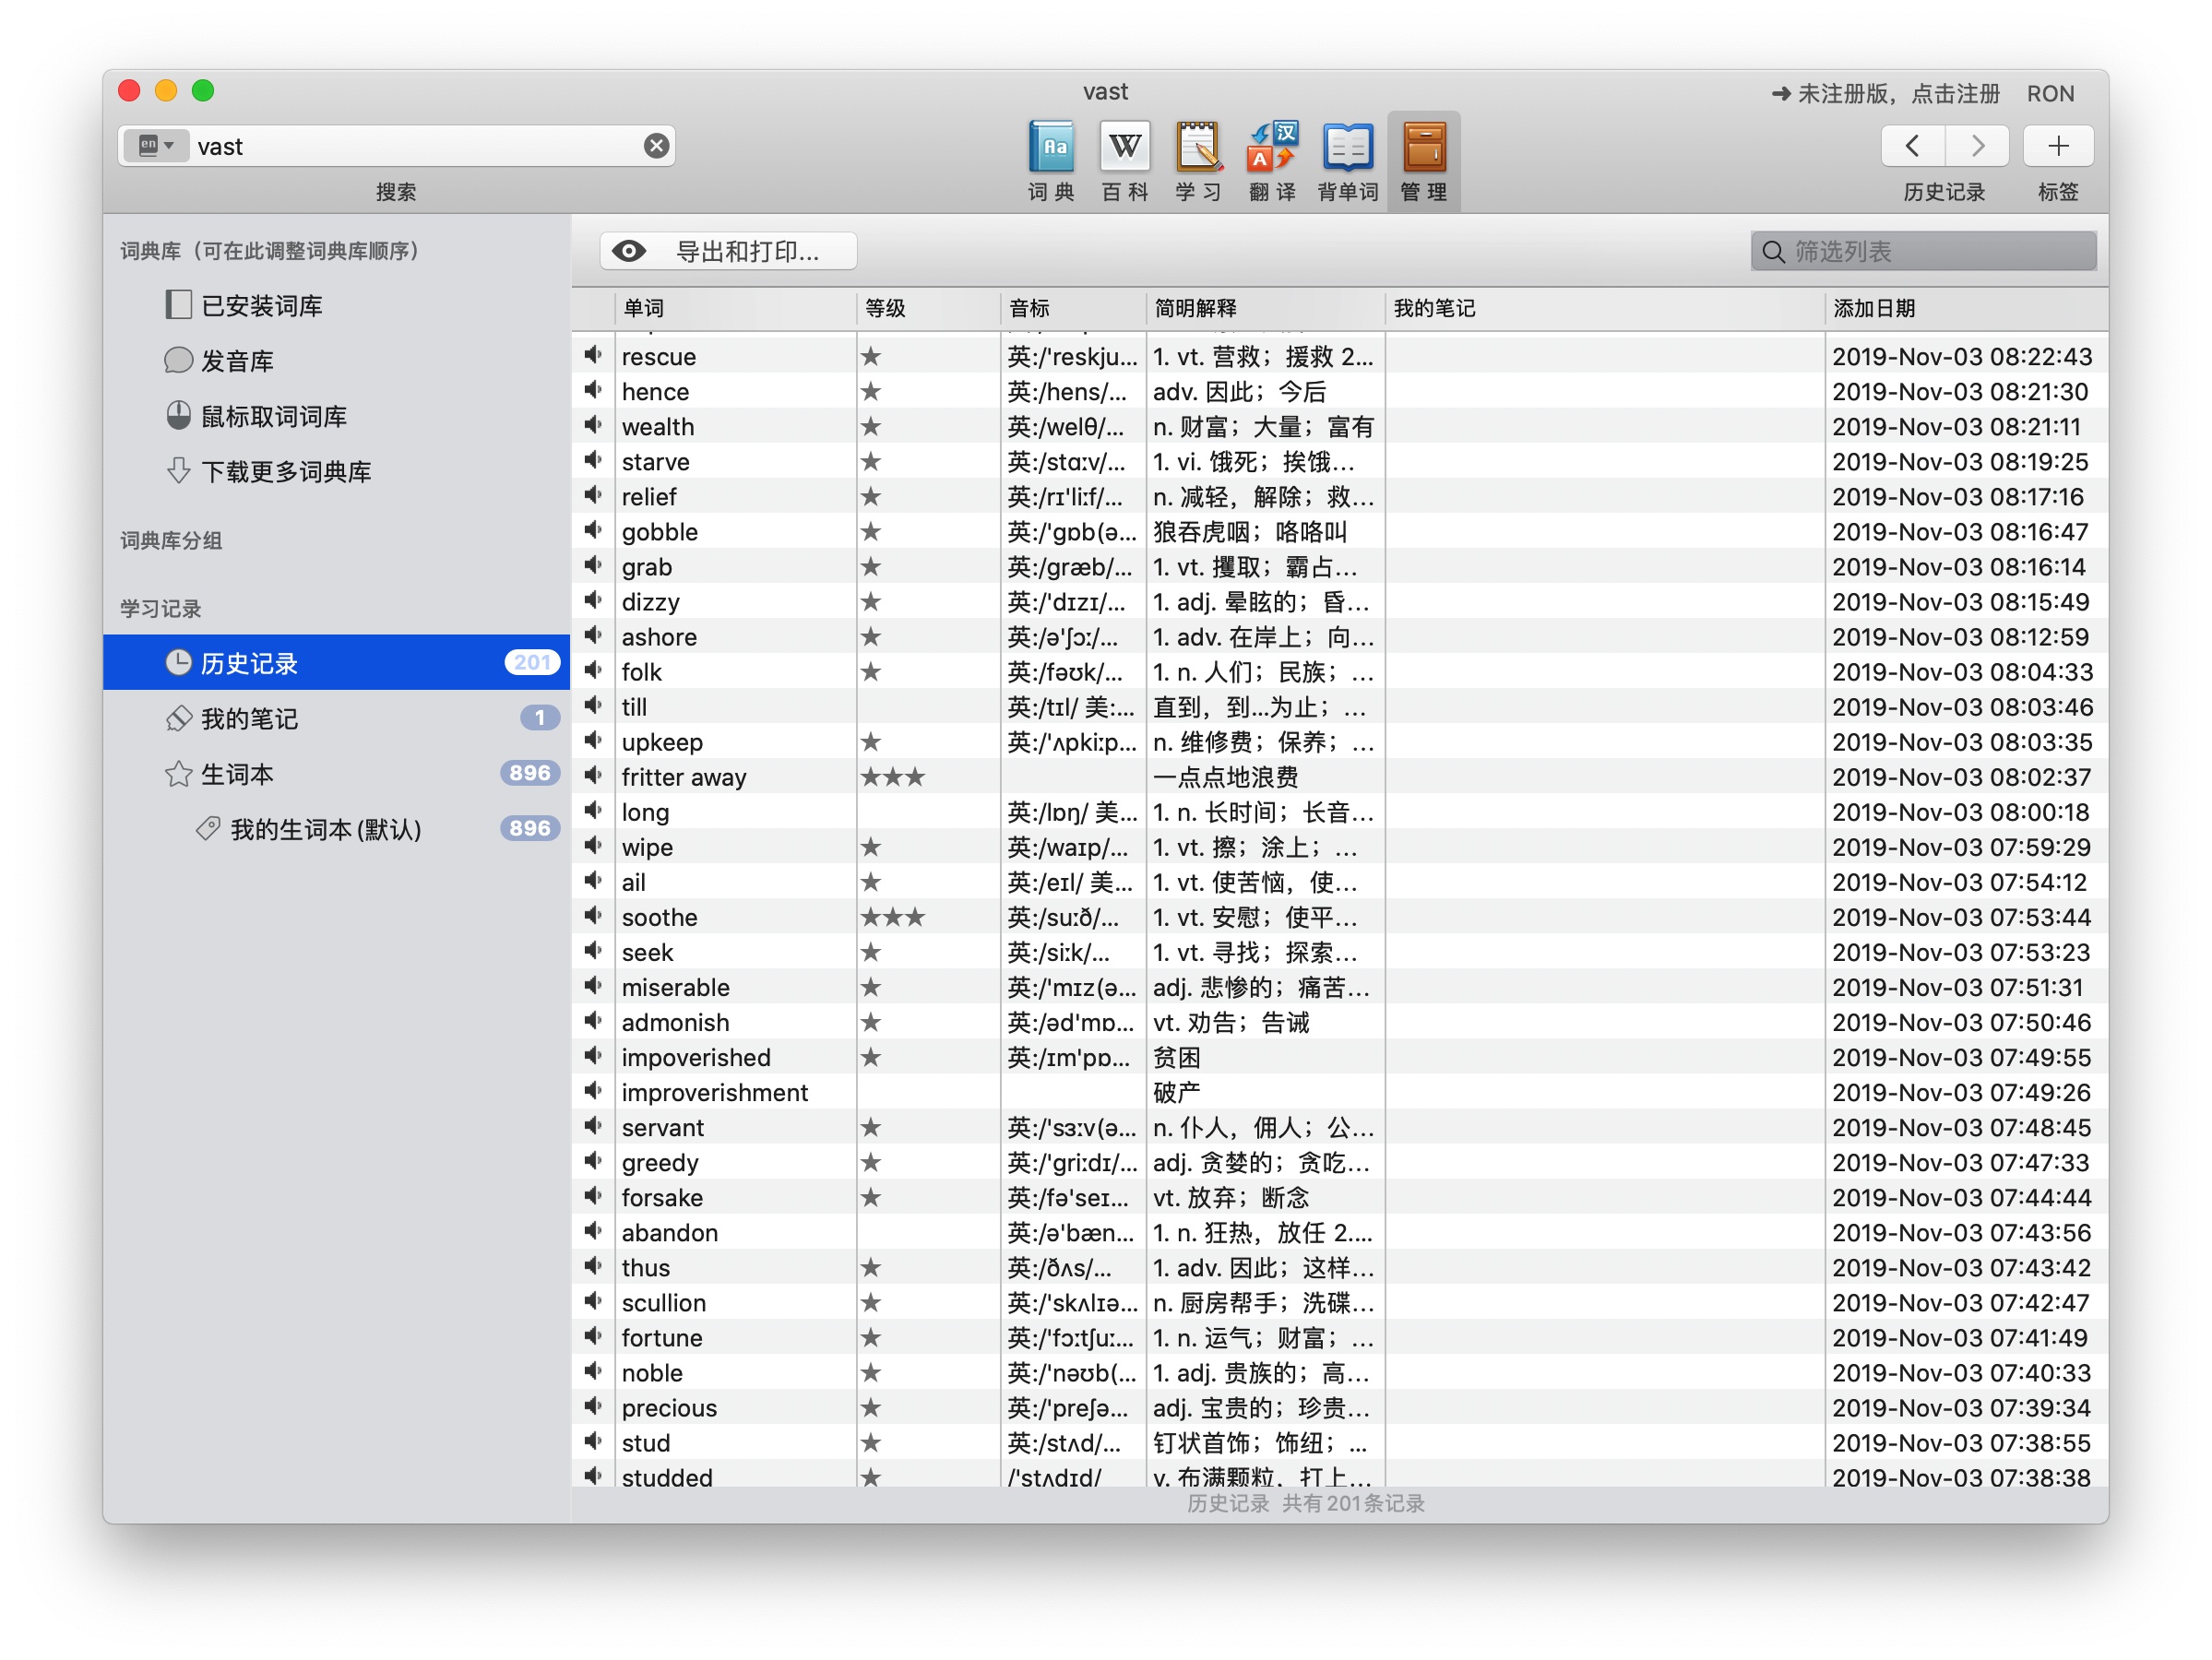 vast
➜ 未注册版，点击注册 RON
en vast
搜索
Aa W 汉 A
词 典 百 科 学 习 翻 译 背单词 管 理
历史记录 标签
词典库（可在此调整词典库顺序）
已安装词库
发音库
鼠标取词词库
下载更多词典库
词典库分组
学习记录
历史记录 201
我的笔记 1
生词本 896
我的生词本(默认) 896
导出和打印...
筛选列表
单词 等级 音标 简明解释 我的笔记 添加日期
rescue ★ 英:/'reskju... 1. vt. 营救；援救 2... 2019-Nov-03 08:22:43
hence ★ 英:/hens/... adv. 因此；今后 2019-Nov-03 08:21:30
wealth ★ 英:/welθ/... n. 财富；大量；富有 2019-Nov-03 08:21:11
starve ★ 英:/stɑːv/... 1. vi. 饿死；挨饿... 2019-Nov-03 08:19:25
relief ★ 英:/rɪ'liːf/... n. 减轻，解除；救... 2019-Nov-03 08:17:16
gobble ★ 英:/'gɒb(ə... 狼吞虎咽；咯咯叫 2019-Nov-03 08:16:47
grab ★ 英:/græb/... 1. vt. 攫取；霸占... 2019-Nov-03 08:16:14
dizzy ★ 英:/'dɪzɪ/... 1. adj. 晕眩的；昏... 2019-Nov-03 08:15:49
ashore ★ 英:/ə'ʃɔː/... 1. adv. 在岸上；向... 2019-Nov-03 08:12:59
folk ★ 英:/fəʊk/... 1. n. 人们；民族；... 2019-Nov-03 08:04:33
till 英:/tɪl/ 美:... 直到，到...为止；... 2019-Nov-03 08:03:46
upkeep ★ 英:/'ʌpkiːp... n. 维修费；保养；... 2019-Nov-03 08:03:35
fritter away ★★★ 一点点地浪费 2019-Nov-03 08:02:37
long 英:/lɒŋ/ 美... 1. n. 长时间；长音... 2019-Nov-03 08:00:18
wipe ★ 英:/waɪp/... 1. vt. 擦；涂上；... 2019-Nov-03 07:59:29
ail ★ 英:/eɪl/ 美... 1. vt. 使苦恼，使... 2019-Nov-03 07:54:12
soothe ★★★ 英:/suːð/... 1. vt. 安慰；使平... 2019-Nov-03 07:53:44
seek ★ 英:/siːk/... 1. vt. 寻找；探索... 2019-Nov-03 07:53:23
miserable ★ 英:/'mɪz(ə... adj. 悲惨的；痛苦... 2019-Nov-03 07:51:31
admonish ★ 英:/əd'mɒ... vt. 劝告；告诫 2019-Nov-03 07:50:46
impoverished ★ 英:/ɪm'pɒ... 贫困 2019-Nov-03 07:49:55
improverishment 破产 2019-Nov-03 07:49:26
servant ★ 英:/'sɜːv(ə... n. 仆人，佣人；公... 2019-Nov-03 07:48:45
greedy ★ 英:/'griːdɪ/... adj. 贪婪的；贪吃... 2019-Nov-03 07:47:33
forsake ★ 英:/fə'seɪ... vt. 放弃；断念 2019-Nov-03 07:44:44
abandon 英:/ə'bæn... 1. n. 狂热，放任 2.... 2019-Nov-03 07:43:56
thus ★ 英:/ðʌs/... 1. adv. 因此；这样... 2019-Nov-03 07:43:42
scullion ★ 英:/'skʌlɪə... n. 厨房帮手；洗碟... 2019-Nov-03 07:42:47
fortune ★ 英:/'fɔːtʃuː... 1. n. 运气；财富；... 2019-Nov-03 07:41:49
noble ★ 英:/'nəʊb(... 1. adj. 贵族的；高... 2019-Nov-03 07:40:33
precious ★ 英:/'preʃə... adj. 宝贵的；珍贵... 2019-Nov-03 07:39:34
stud ★ 英:/stʌd/... 钉状首饰；饰纽；... 2019-Nov-03 07:38:55
studded ★ /'stʌdɪd/ v. 布满颗粒，打上... 2019-Nov-03 07:38:38
历史记录 共有201条记录